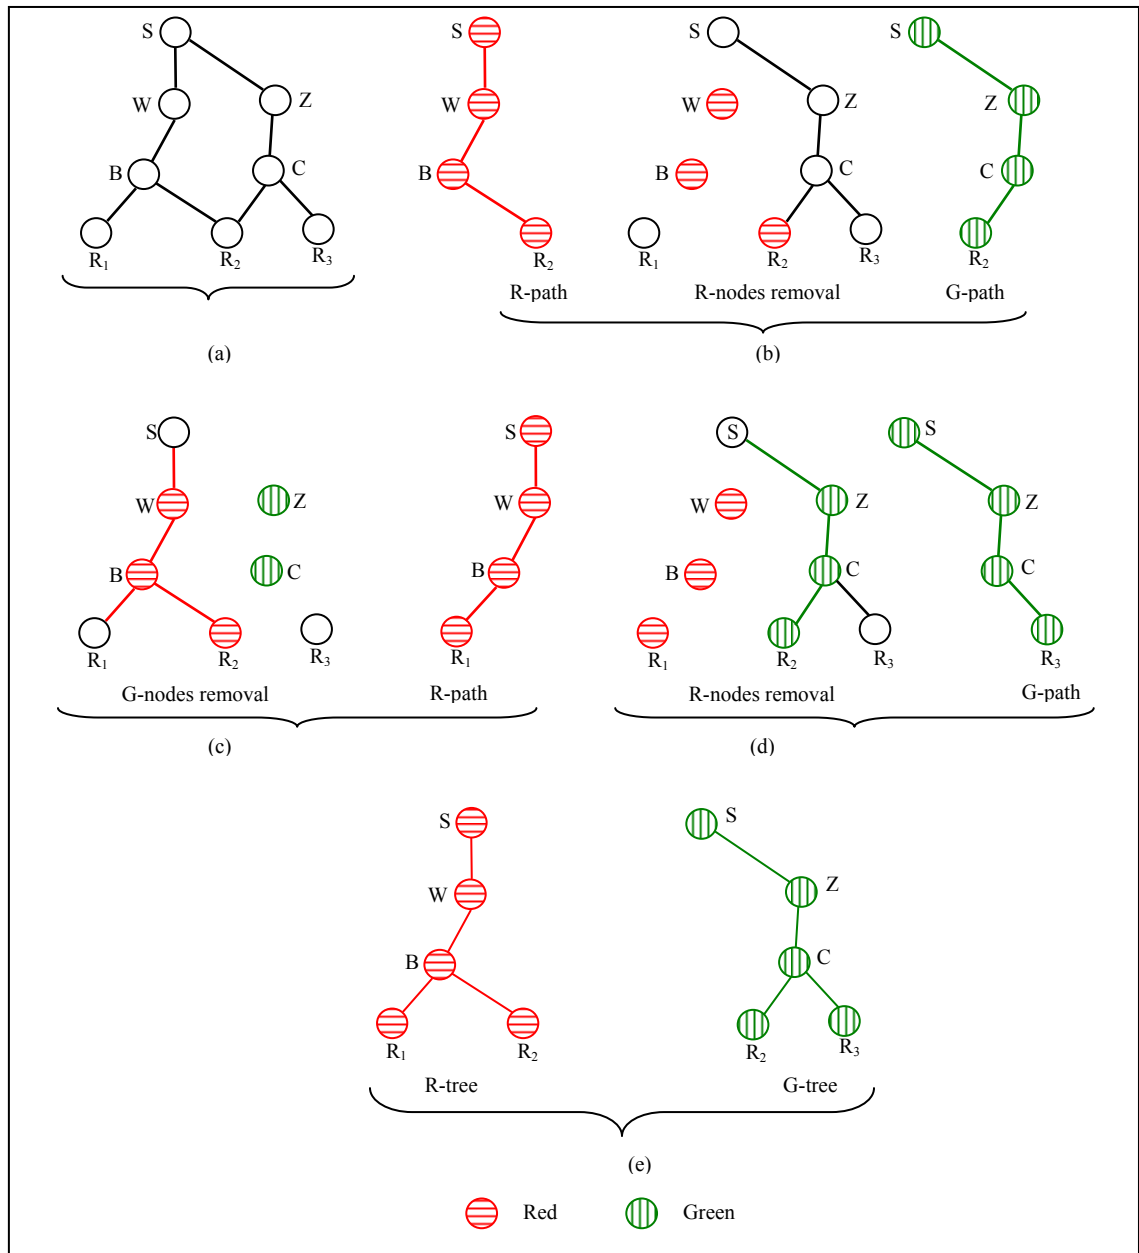 S
W
Z
B
C
R₁
R₂
R₃
(a)
S
W
B
R₂
R-path
S
W
Z
B
C
R₁
R₂
R₃
R-nodes removal
S
Z
C
R₂
G-path
(b)
S
W
Z
B
C
R₁
R₂
R₃
G-nodes removal
S
W
B
R₁
R-path
(c)
S
W
Z
B
C
R₁
R₂
R₃
R-nodes removal
S
Z
C
R₃
G-path
(d)
S
W
B
R₁
R₂
R-tree
S
Z
C
R₂
R₃
G-tree
(e)
Red
Green